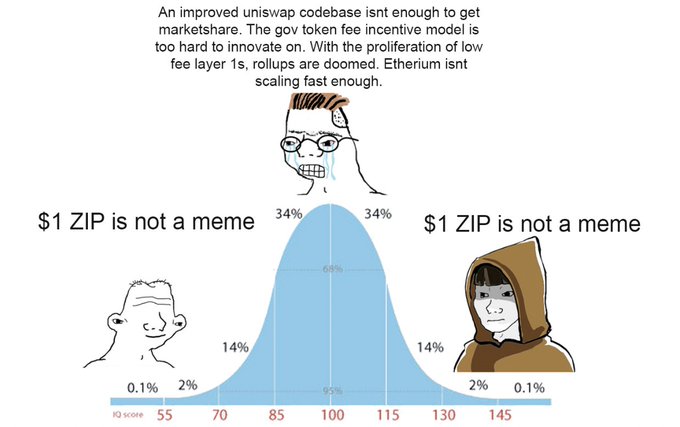 An improved uniswap codebase isnt enough to get
marketshare. The gov token fee incentive model is
too hard to innovate on. With the proliferation of low
fee layer 1s, rollups are doomed. Etherium isnt
scaling fast enough.
$1 ZIP is not a meme
34%
34%
$1 ZIP is not a meme
68%
14%
14%
0.1%
2%
95%
2%
0.1%
IQ score 55 70 85 100 115 130 145